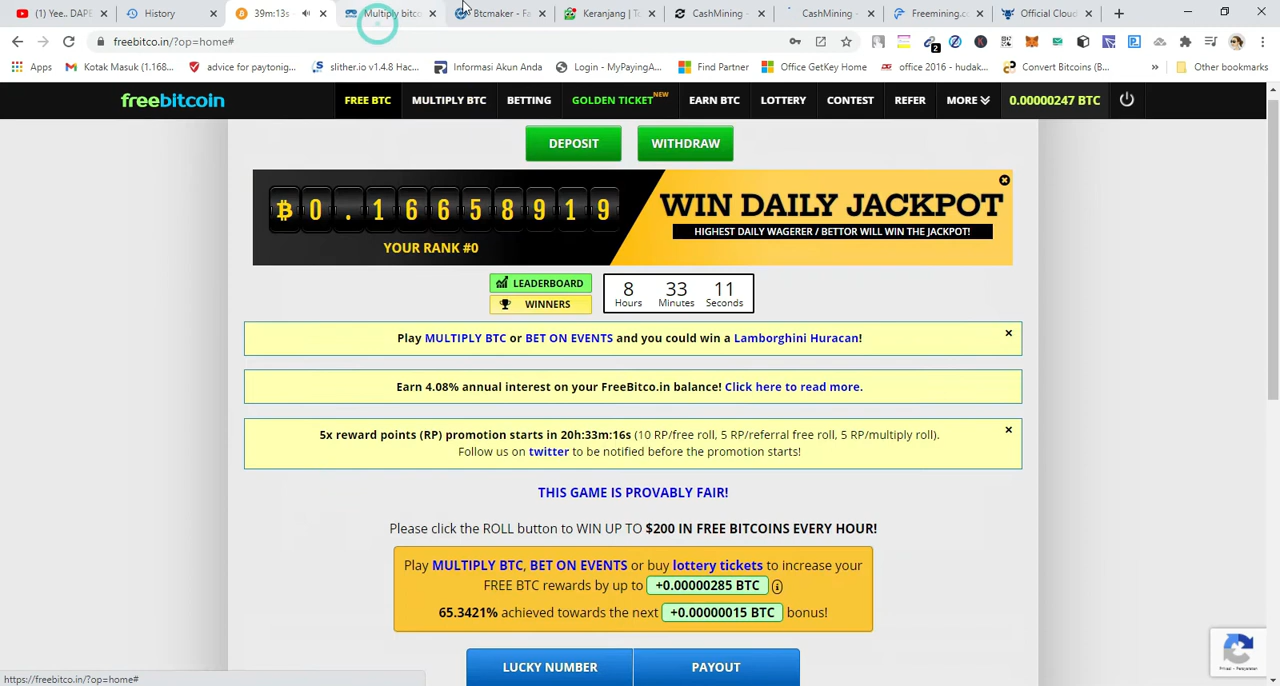 (1) Yee.. DAPE
History
39m:13s
Multiply bitco
Btcmaker - Fa
Keranjang | To
CashMining -
CashMining -
Freemining.co
Official Cloud
freebitco.in/?op=home#
Apps
Kotak Masuk (1.168...
advice for paytonig...
slither.io v1.4.8 Hac...
Informasi Akun Anda
Login - MyPayingA...
Find Partner
Office GetKey Home
office 2016 - hudak...
Convert Bitcoins (B...
»
Other bookmarks
freebitcoin
FREE BTC
MULTIPLY BTC
BETTING
GOLDEN TICKET NEW
EARN BTC
LOTTERY
CONTEST
REFER
MORE
0.00000247 BTC
DEPOSIT
WITHDRAW
0.16658919
YOUR RANK #0
WIN DAILY JACKPOT
HIGHEST DAILY WAGERER / BETTOR WILL WIN THE JACKPOT!
LEADERBOARD
WINNERS
8 33 11
Hours Minutes Seconds
Play MULTIPLY BTC or BET ON EVENTS and you could win a Lamborghini Huracan!
Earn 4.08% annual interest on your FreeBitco.in balance! Click here to read more.
5x reward points (RP) promotion starts in 20h:33m:16s (10 RP/free roll, 5 RP/referral free roll, 5 RP/multiply roll).
Follow us on twitter to be notified before the promotion starts!
THIS GAME IS PROVABLY FAIR!
Please click the ROLL button to WIN UP TO $200 IN FREE BITCOINS EVERY HOUR!
Play MULTIPLY BTC, BET ON EVENTS or buy lottery tickets to increase your
FREE BTC rewards by up to +0.00000285 BTC
65.3421% achieved towards the next +0.00000015 BTC bonus!
LUCKY NUMBER
PAYOUT
https://freebitco.in/?op=home#